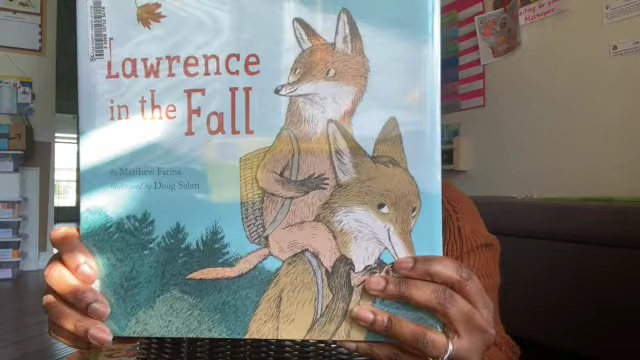 Lawrence
in the Fall
by Matthew Farina
illustrated by Doug Salati